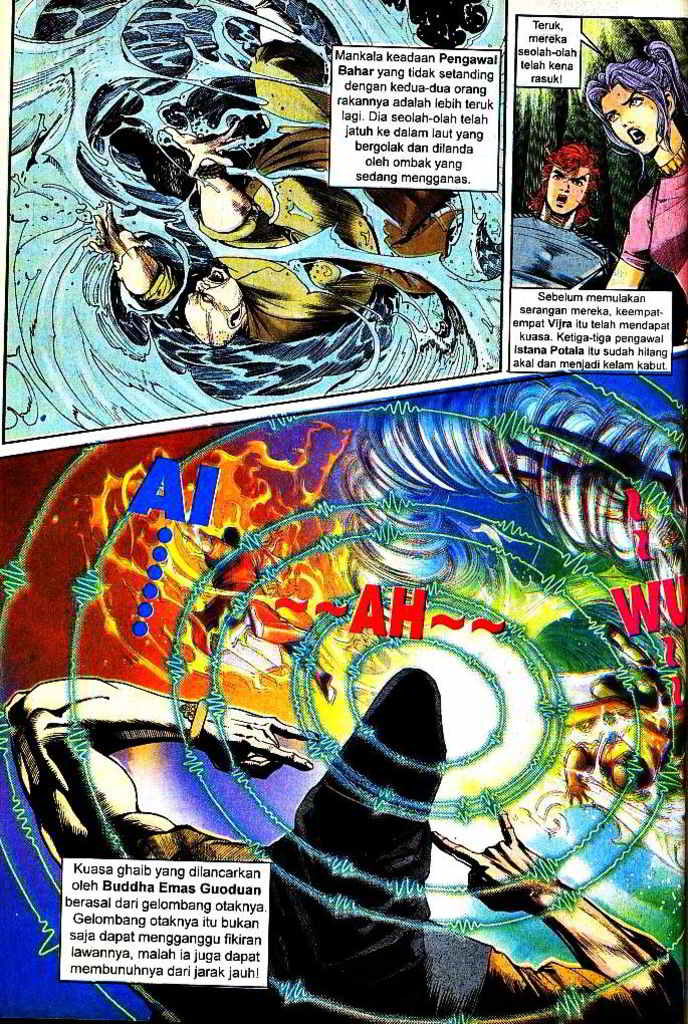 Mankala keadaan Pengawal
Bahar yang tidak setanding
dengan kedua-dua orang
rakannya adalah lebih teruk
lagi. Dia seolah-olah telah
jatuh ke dalam laut yang
bergolak dan dilanda
oleh ombak yang
sedang mengganas.
Teruk,
mereka
seolah-olah
telah kena
rasuk!
Sebelum memulakan
serangan mereka, keempat-
empat Vijra itu telah mendapat
kuasa. Ketiga-tiga pengawal
Istana Potala itu sudah hilang
akal dan menjadi kelam kabut.
AI
~~AH~~
WU
Kuasa ghaib yang dilancarkan
oleh Buddha Emas Guoduan
berasal dari gelombang otaknya.
Gelombang otaknya itu bukan
saja dapat mengganggu fikiran
lawannya, malah ia juga dapat
membunuhnya dari jarak jauh!